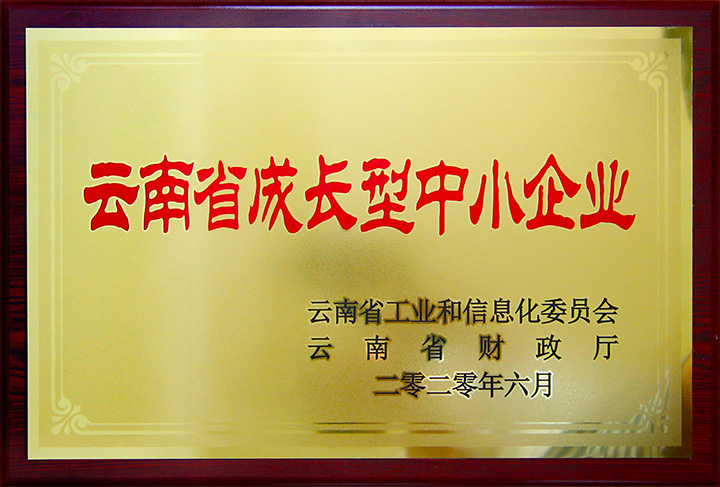 云南省成长型中小企业
云南省工业和信息化委员会
云南省财政厅
二零二零年六月